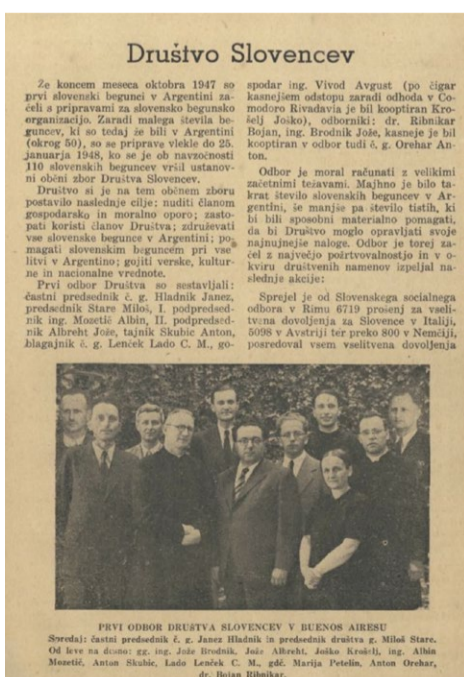 Društvo Slovencev
Že koncem meseca oktobra 1947 so
prvi slovenski begunci v Argentini za-
čeli s pripravami za slovensko begunsko
organizacijo. Zaradi malega števila be-
guncev, ki so tedaj že bili v Argentini
(okrog 50), so se priprave vlekle do 25.
januarja 1948, ko se je ob navzočnosti
110 slovenskih beguncev vršil ustanov-
ni občni zbor Društva Slovencev.
Društvo si je na tem občnem zboru
postavilo naslednje cilje: nuditi članom
gospodarsko in moralno oporo; zasto-
pati koristi članov Društva; združevati
vse slovenske begunce v Argentini; po-
magati slovenskim beguncem pri vse-
litvi v Argentino; gojiti verske, kultur-
ne in nacionalne vrednote.
Prvi odbor Društva so sestavljali:
častni predsednik č. g. Hladnik Janez,
predsednik Stare Miloš, I. podpredsed-
nik ing. Mozetič Albin, II. podpredsed-
nik Albreht Jože, tajnik Skubic Anton,
blagajnik č. g. Lenček Lado C. M., go-
spodar ing. Vivod Avgust (po čigar
kasnejšem odstopu zaradi odhoda v Co-
modoro Rivadavia je bil kooptiran Kro-
šelj Joško), odborniki: dr. Ribnikar
Bojan, ing. Brodnik Jože, kasneje je bil
kooptiran v odbor tudi č. g. Orehar An-
ton.
Odbor je moral računati z velikimi
začetnimi težavami. Majhno je bilo ta-
krat število slovenskih beguncev v Ar-
gentini, še manjše pa število tistih, ki
bi bili sposobni materialno pomagati,
da bi Društvo moglo opravljati svoje
najnujnejše naloge. Odbor je torej za-
čel z največjo požrtvovalnostjo in v o-
kviru društvenih namenov izpeljal na-
slednje akcije:
Sprejel je od Slovenskega socialnega
odbora v Rimu 6719 prošenj za vseli-
tvena dovoljenja za Slovence v Italiji,
5098 v Avstriji ter preko 800 v Nemčiji,
posredoval vsem vselitvena dovoljenja
PRVI ODBOR DRUŠTVA SLOVENCEV V BUENOS AIRESU
Spredaj: častni predsednik č. g. Janez Hladnik in predsednik društva g. Miloš Stare.
Od leve na desno: gg. ing. Jože Brodnik, Jože Albreht, Joško Krošelj, ing. Albin
Mozetič, Anton Skubic, Lado Lenček C. M., gdč. Marija Petelin, Anton Orehar,
dr. Bojan Ribnikar.